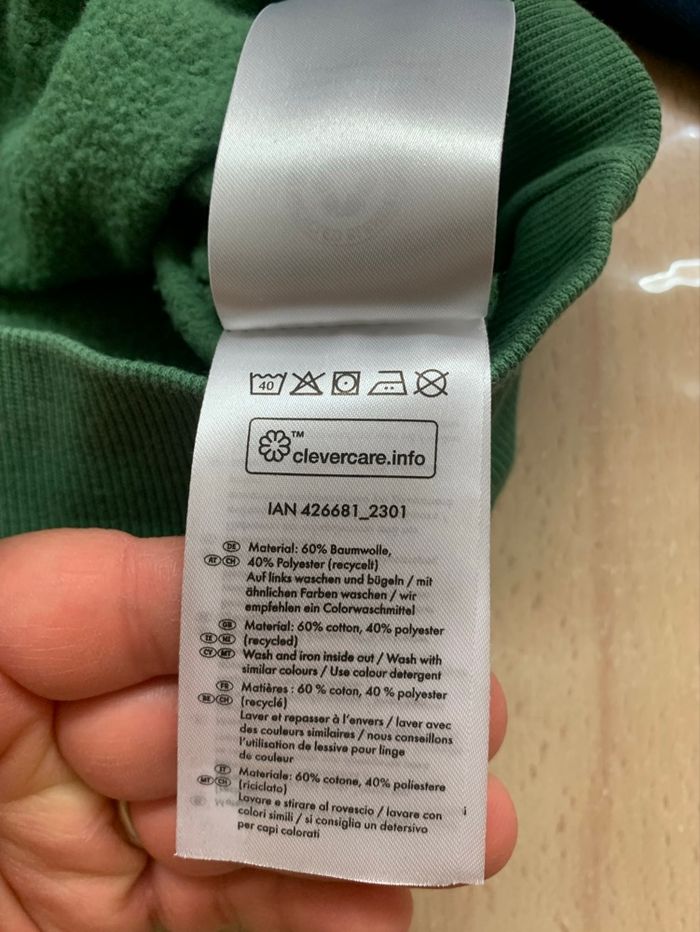 40
™
clevercare.info
IAN 426681_2301
DE Material: 60% Baumwolle,
AT CH 40% Polyester (recycelt)
Auf links waschen und bügeln / mit
ähnlichen Farben waschen / wir
empfehlen ein Colorwaschmittel
GB Material: 60% cotton, 40% polyester
IE NI (recycled)
CY MT Wash and iron inside out / Wash with
similar colours / Use colour detergent
FR Matières : 60 % coton, 40 % polyester
BE CH (recyclé)
Laver et repasser à l'envers / laver avec
des couleurs similaires / nous conseillons
l'utilisation de lessive pour linge
de couleur
IT Materiale: 60% cotone, 40% poliestere
MT CH (riciclato)
Lavare e stirare al rovescio / lavare con
colori simili / si consiglia un detersivo
per capi colorati